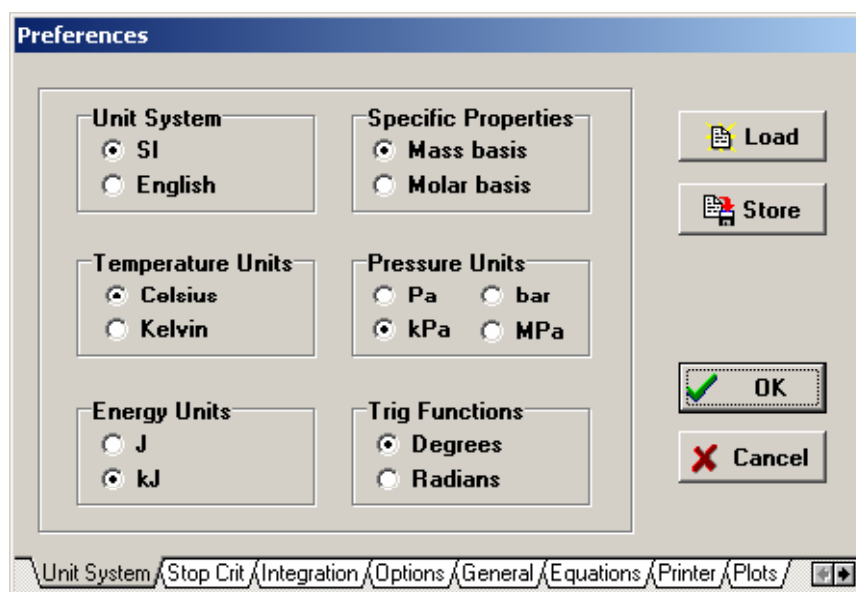 Preferences
Unit System
SI
English
Specific Properties
Mass basis
Molar basis
Temperature Units
Celsius
Kelvin
Pressure Units
Pa
bar
kPa
MPa
Energy Units
J
kJ
Trig Functions
Degrees
Radians
Load
Store
OK
Cancel
Unit System Stop Crit Integration Options General Equations Printer Plots